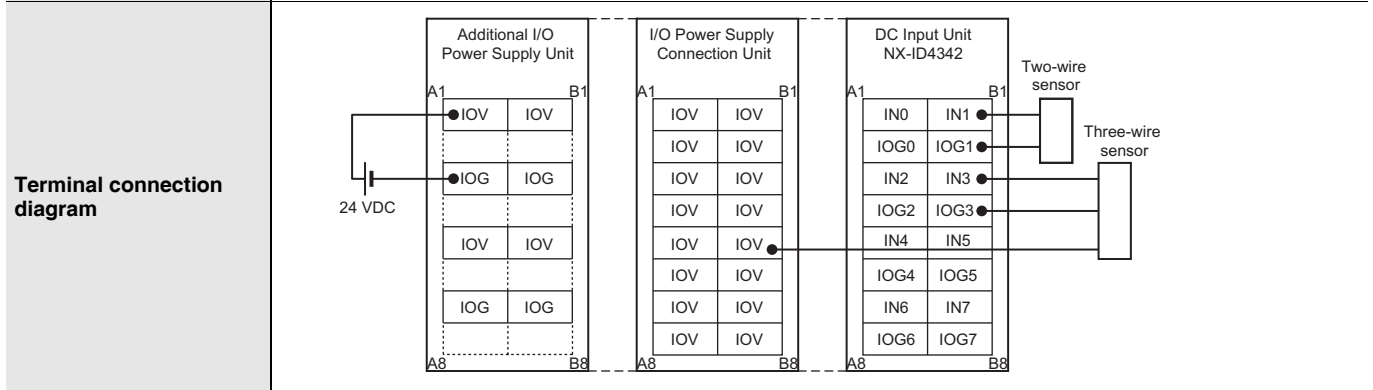 Terminal connection
diagram
24 VDC
Additional I/O
Power Supply Unit
A1 B1
IOV IOV
IOG IOG
IOV IOV
IOG IOG
A8 B8
I/O Power Supply
Connection Unit
A1 B1
IOV IOV
IOV IOV
IOV IOV
IOV IOV
IOV IOV
IOV IOV
IOV IOV
IOV IOV
A8 B8
DC Input Unit
NX-ID4342
A1 B1
IN0 IN1
IOG0 IOG1
IN2 IN3
IOG2 IOG3
IN4 IN5
IOG4 IOG5
IN6 IN7
IOG6 IOG7
A8 B8
Two-wire
sensor
Three-wire
sensor